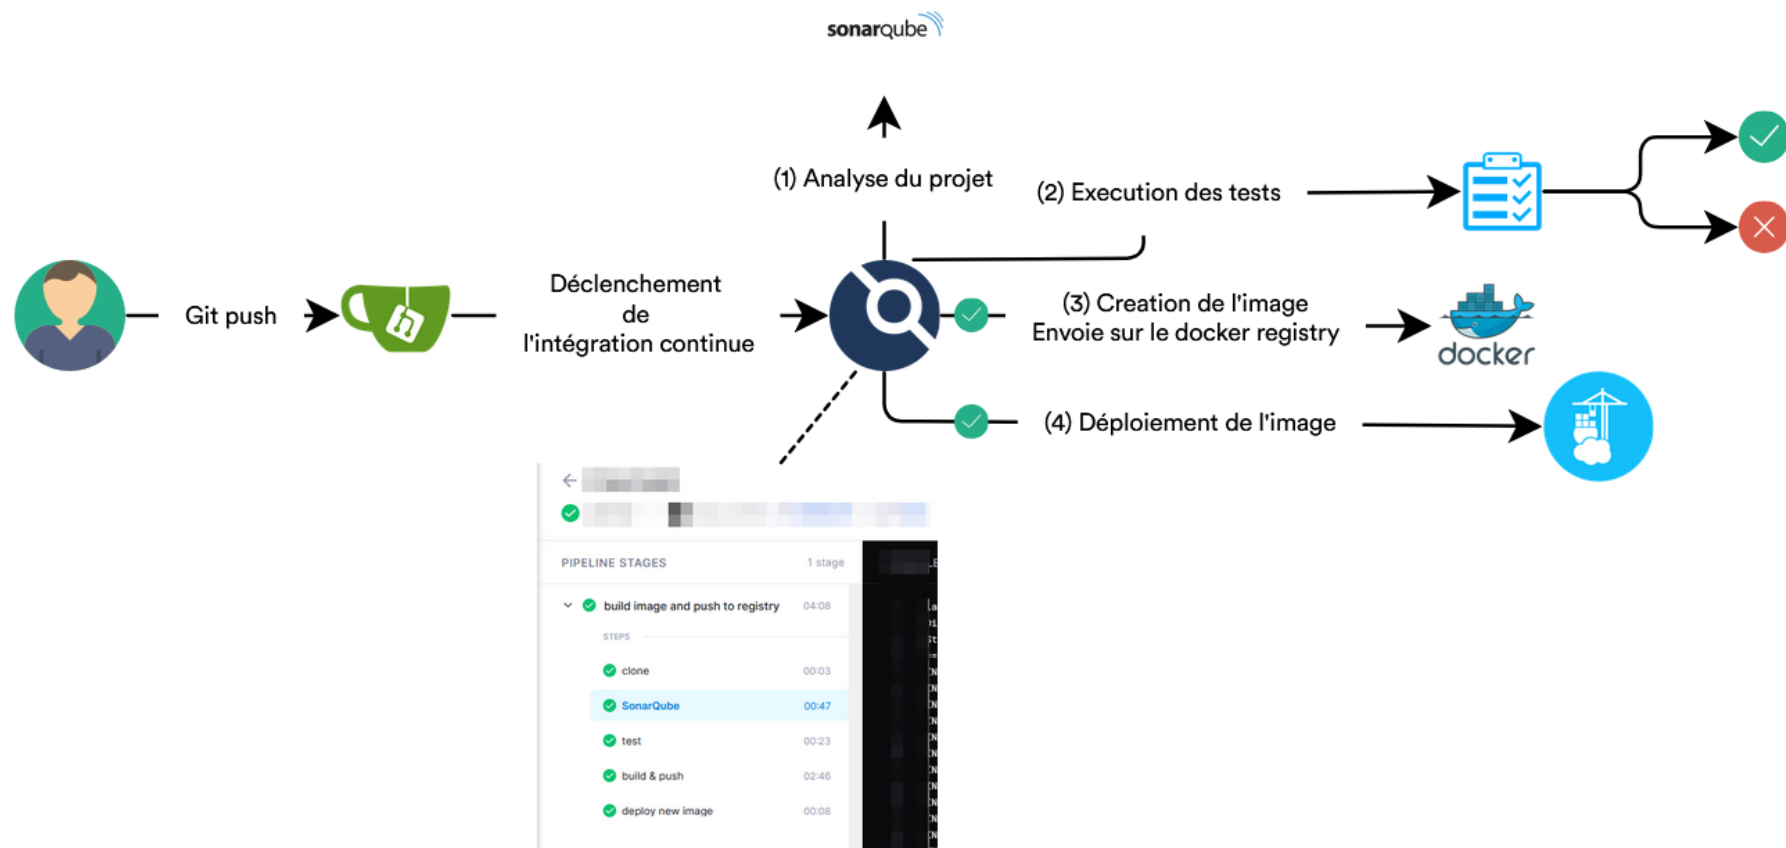 sonarqube
(1) Analyse du projet
(2) Execution des tests
Git push
Déclenchement
de
l'intégration continue
(3) Creation de l'image
Envoie sur le docker registry
docker
(4) Déploiement de l'image
PIPELINE STAGES 1 stage
build image and push to registry 04:08
STEPS
clone 00:03
SonarQube 00:47
test 00:23
build & push 02:46
deploy new image 00:08